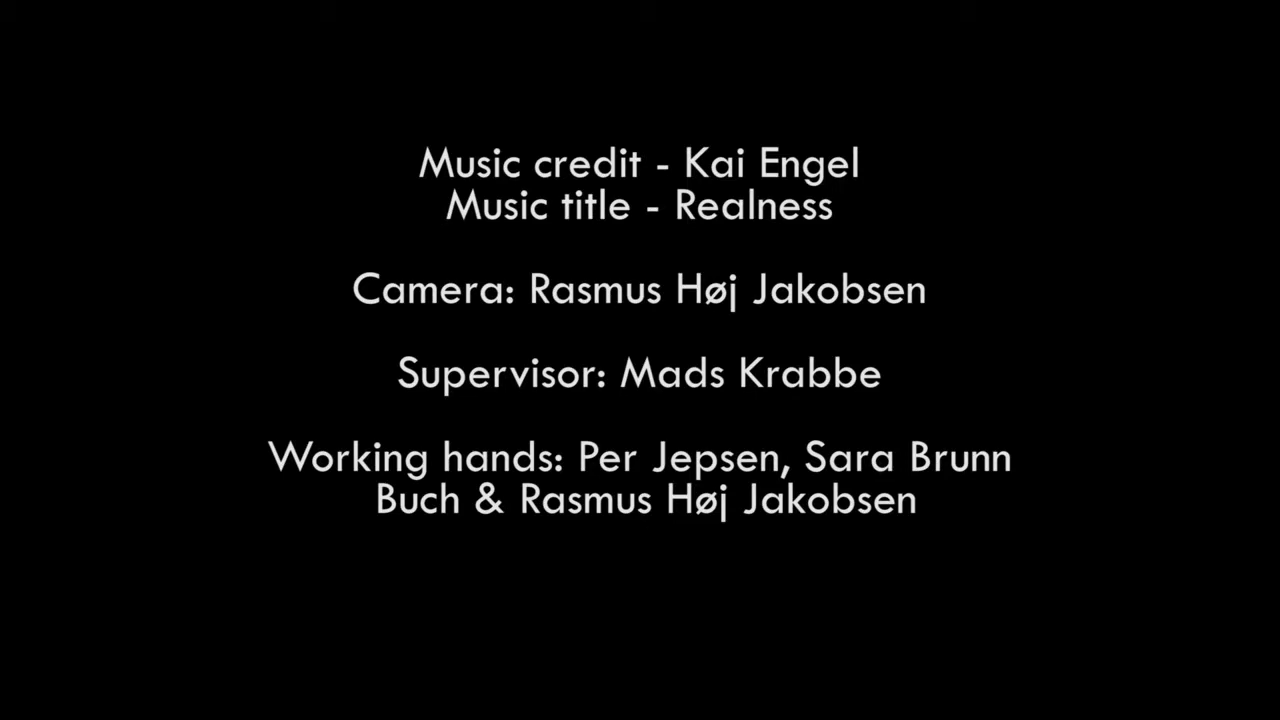 Music credit - Kai Engel
Music title - Realness
Camera: Rasmus Høj Jakobsen
Supervisor: Mads Krabbe
Working hands: Per Jepsen, Sara Brunn
Buch & Rasmus Høj Jakobsen